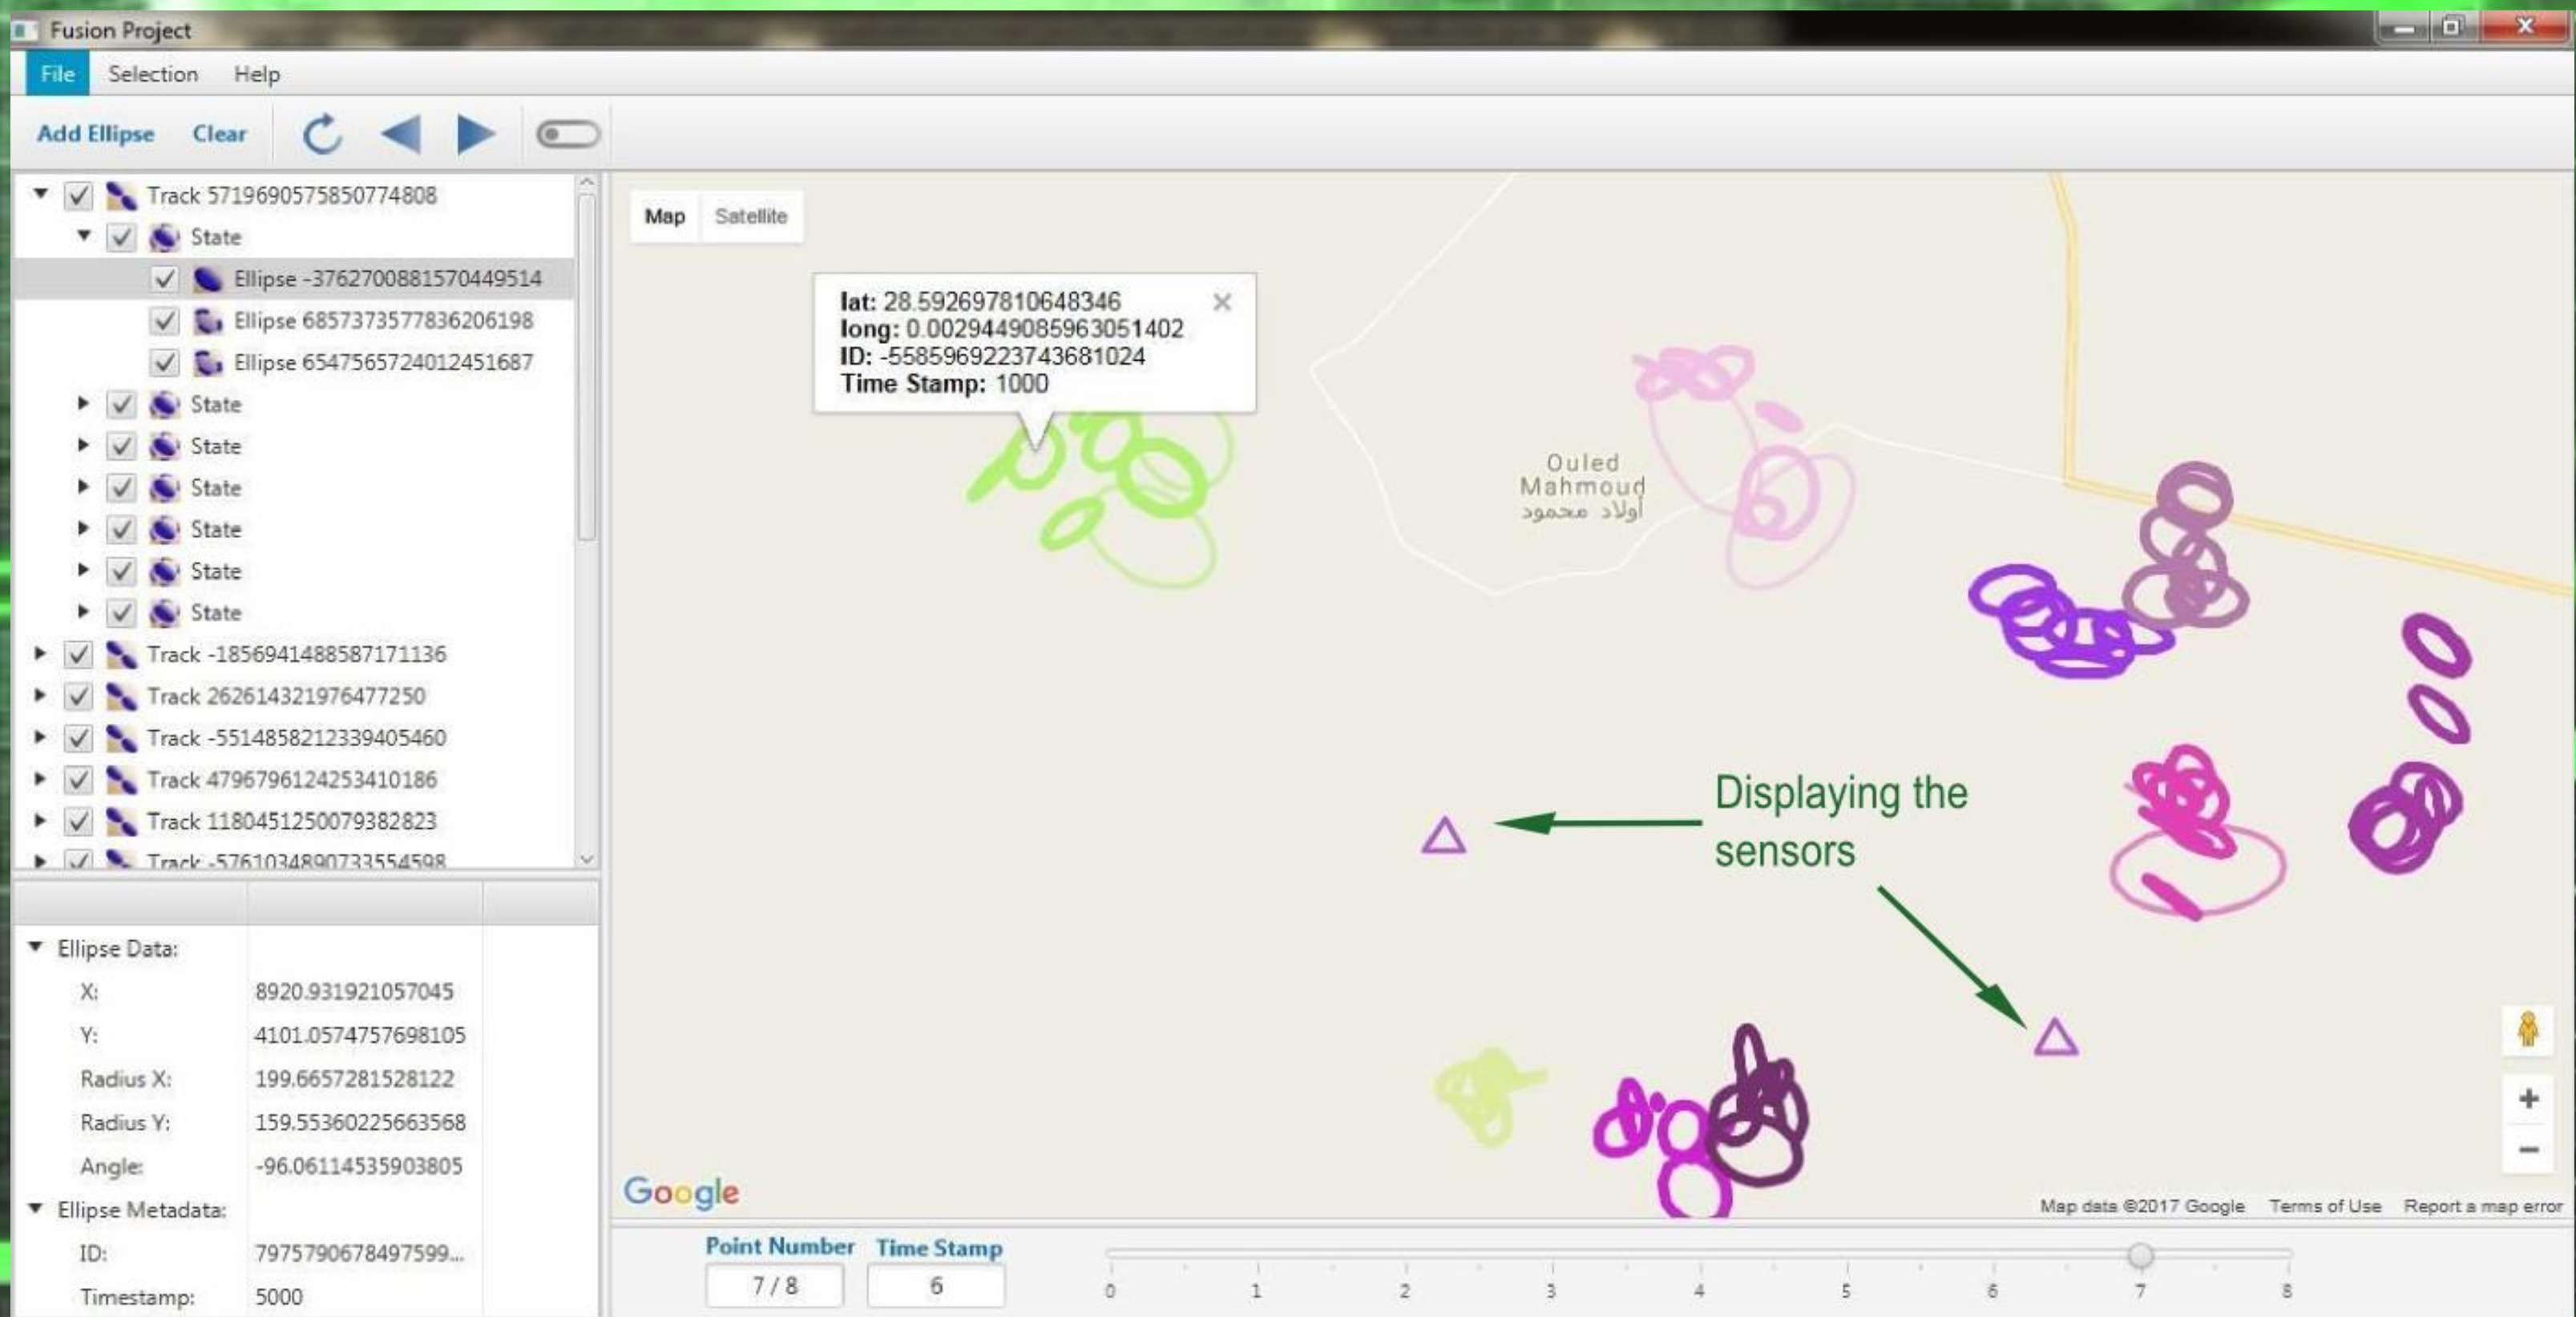 Fusion Project
File Selection Help
Add Ellipse Clear
Track 5719690575850774808
State
Ellipse -3762700881570449514
Ellipse 6857373577836206198
Ellipse 6547565724012451687
State
State
State
State
State
State
Track -1856941488587171136
Track 262614321976477250
Track -5514858212339405460
Track 4796796124253410186
Track 1180451250079382823
Track -5761034890733554598
Ellipse Data:
X: 8920.931921057045
Y: 4101.0574757698105
Radius X: 199.6657281528122
Radius Y: 159.55360225663568
Angle: -96.06114535903805
Ellipse Metadata:
ID: 7975790678497599...
Timestamp: 5000
Map Satellite
lat: 28.592697810648346
long: 0.0029449085963051402
ID: -5585969223743681024
Time Stamp: 1000
Ouled
Mahmoud
أولاد محمود
Displaying the
sensors
Google
Map data ©2017 Google Terms of Use Report a map error
Point Number Time Stamp
7 / 8 6
0 1 2 3 4 5 6 7 8